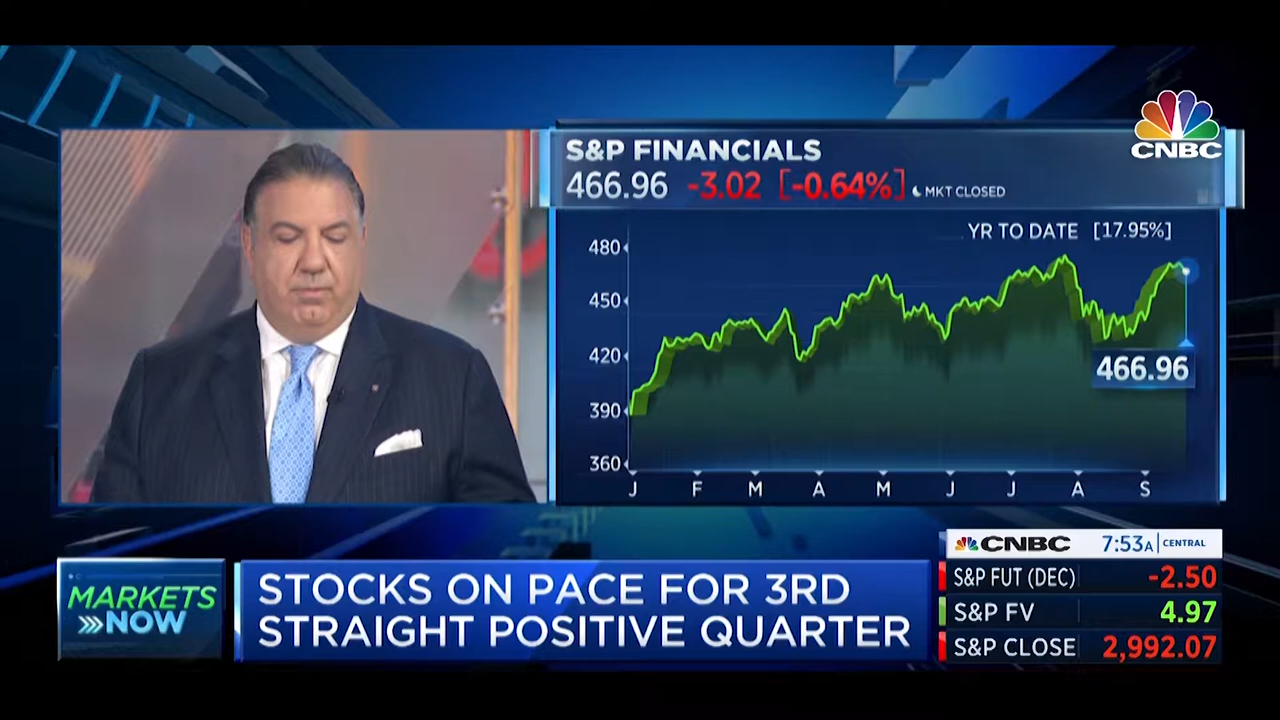 CNBC
S&P FINANCIALS
466.96 -3.02 [-0.64%] MKT CLOSED
YR TO DATE [17.95%]
480
450
420
390
360
466.96
J F M A M J J A S
MARKETS NOW
STOCKS ON PACE FOR 3RD
STRAIGHT POSITIVE QUARTER
CNBC 7:53A CENTRAL
S&P FUT (DEC) -2.50
S&P FV 4.97
S&P CLOSE 2,992.07